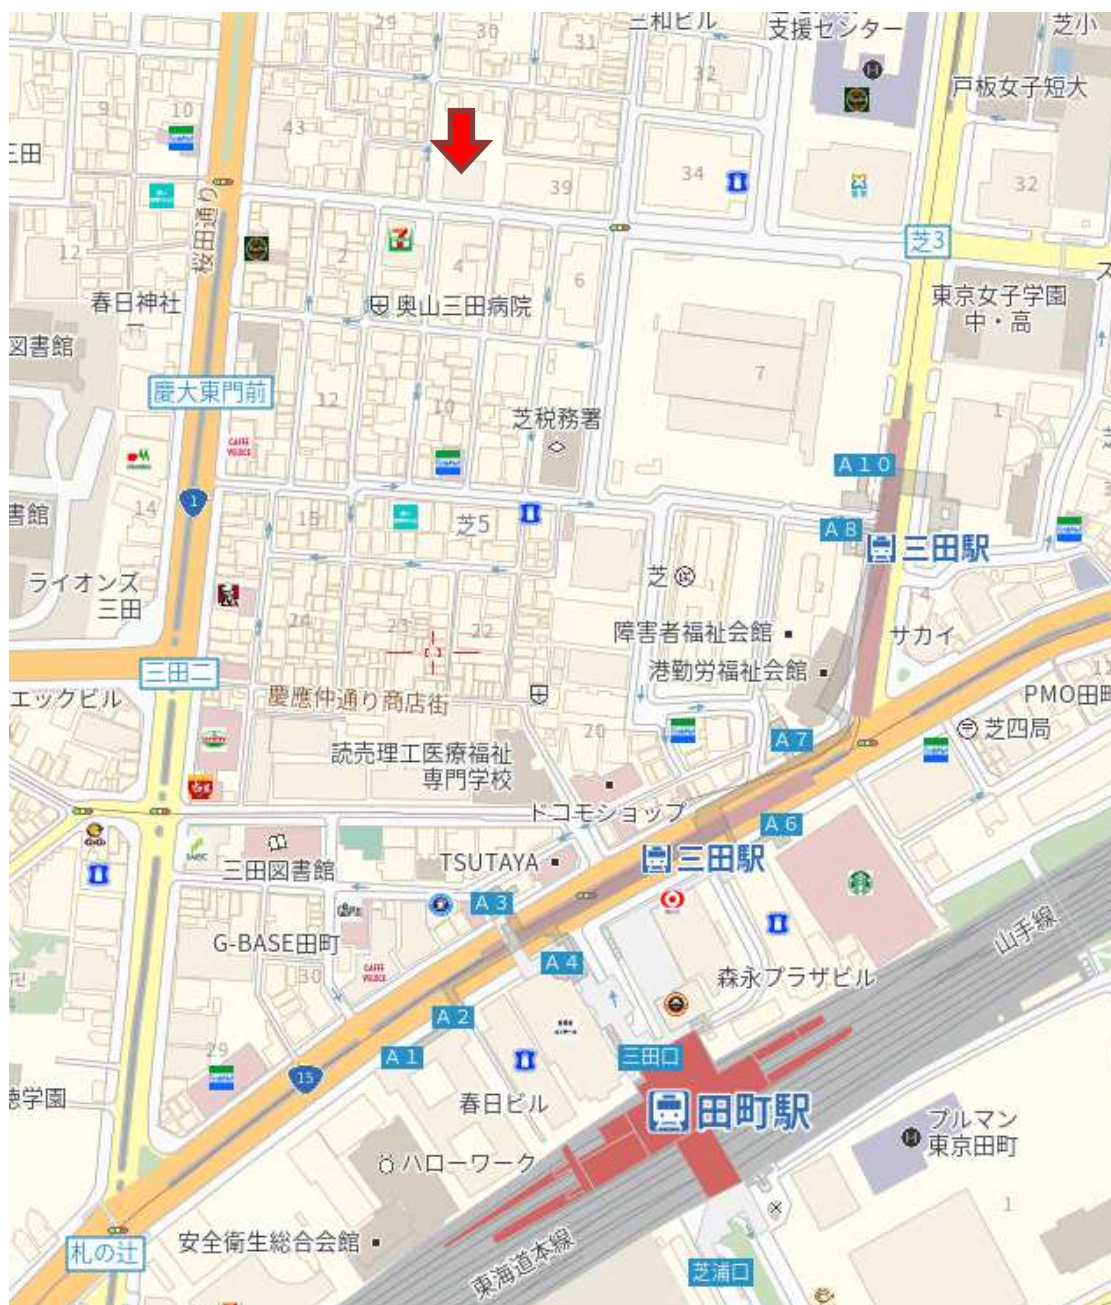 29
30
31
三和ビル
支援センター
芝小
32
H
戸板女子短大
9
10
三田
43
39
34
32
桜田通り
芝3
12
2
4
6
東京女子学園
中・高
春日神社
奥山三田病院
図書館
7
慶大東門前
12
10
1
芝税務署
CAFFE
VELOCE
A10
1
14
書館
15
芝5
A8
三田駅
ライオンズ
三田
芝
4
24
23
22
障害者福祉会館
サカイ
三田二
港勤労福祉会館
エックビル
慶應仲通り商店街
PMO田町
20
芝四局
A7
読売理工医療福祉
専門学校
ドコモショップ
A6
三田図書館
TSUTAYA
三田駅
A3
G-BASE田町
A4
山手線
CAFFE
VELOCE
30
森永プラザビル
A2
29
A1
三田口
15
徳学園
春日ビル
田町駅
プルマン
東京田町
H
ハローワーク
1
安全衛生総合会館
札の辻
東海道本線
芝浦口